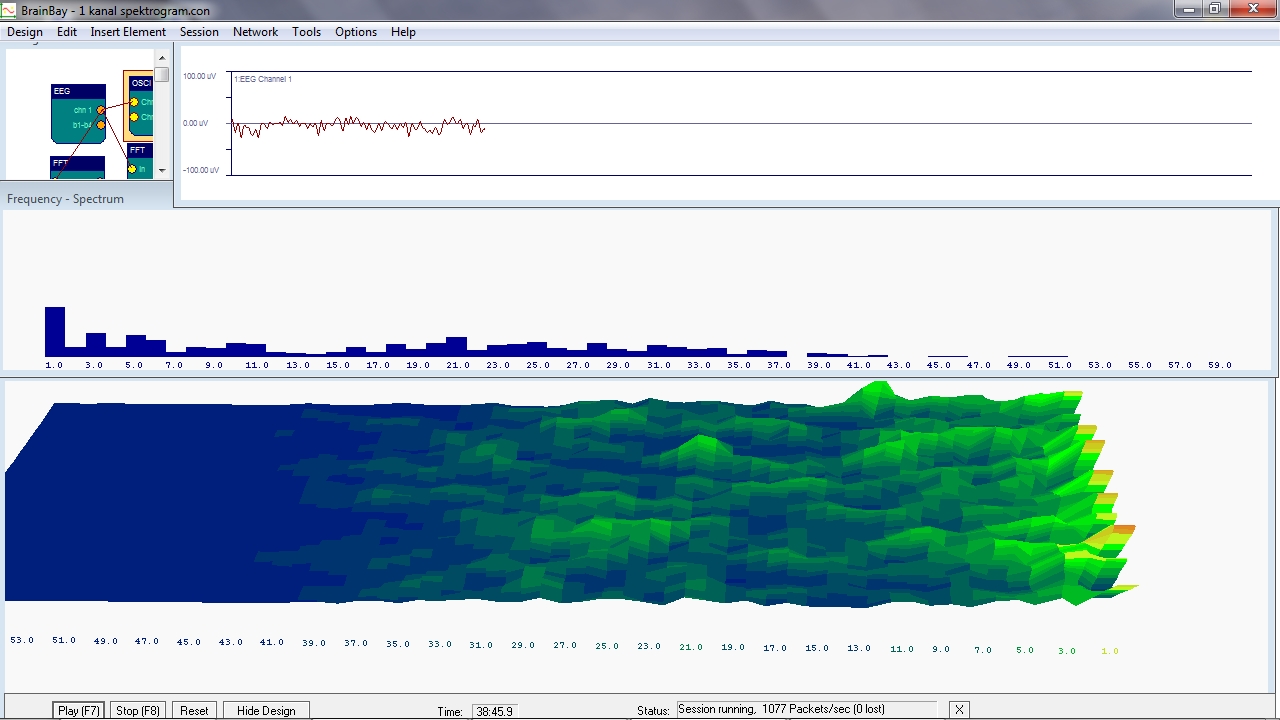 BrainBay - 1 kanal spektrogram.con
Design Edit Insert Element Session Network Tools Options Help
EEG
chn 1
b1-b4
OSCI
Chn
Chn
FFT
FFT
In
100.00 uV
1:EEG Channel 1
0.00 uV
-100.00 uV
Frequency - Spectrum
1.0 3.0 5.0 7.0 9.0 11.0 13.0 15.0 17.0 19.0 21.0 23.0 25.0 27.0 29.0 31.0 33.0 35.0 37.0 39.0 41.0 43.0 45.0 47.0 49.0 51.0 53.0 55.0 57.0 59.0
53.0 51.0 49.0 47.0 45.0 43.0 41.0 39.0 37.0 35.0 33.0 31.0 29.0 27.0 25.0 23.0 21.0 19.0 17.0 15.0 13.0 11.0 9.0 7.0 5.0 3.0 1.0
Play (F7) Stop (F8) Reset Hide Design Time: 38:45.9 Status: Session running, 1077 Packets/sec (0 lost) X